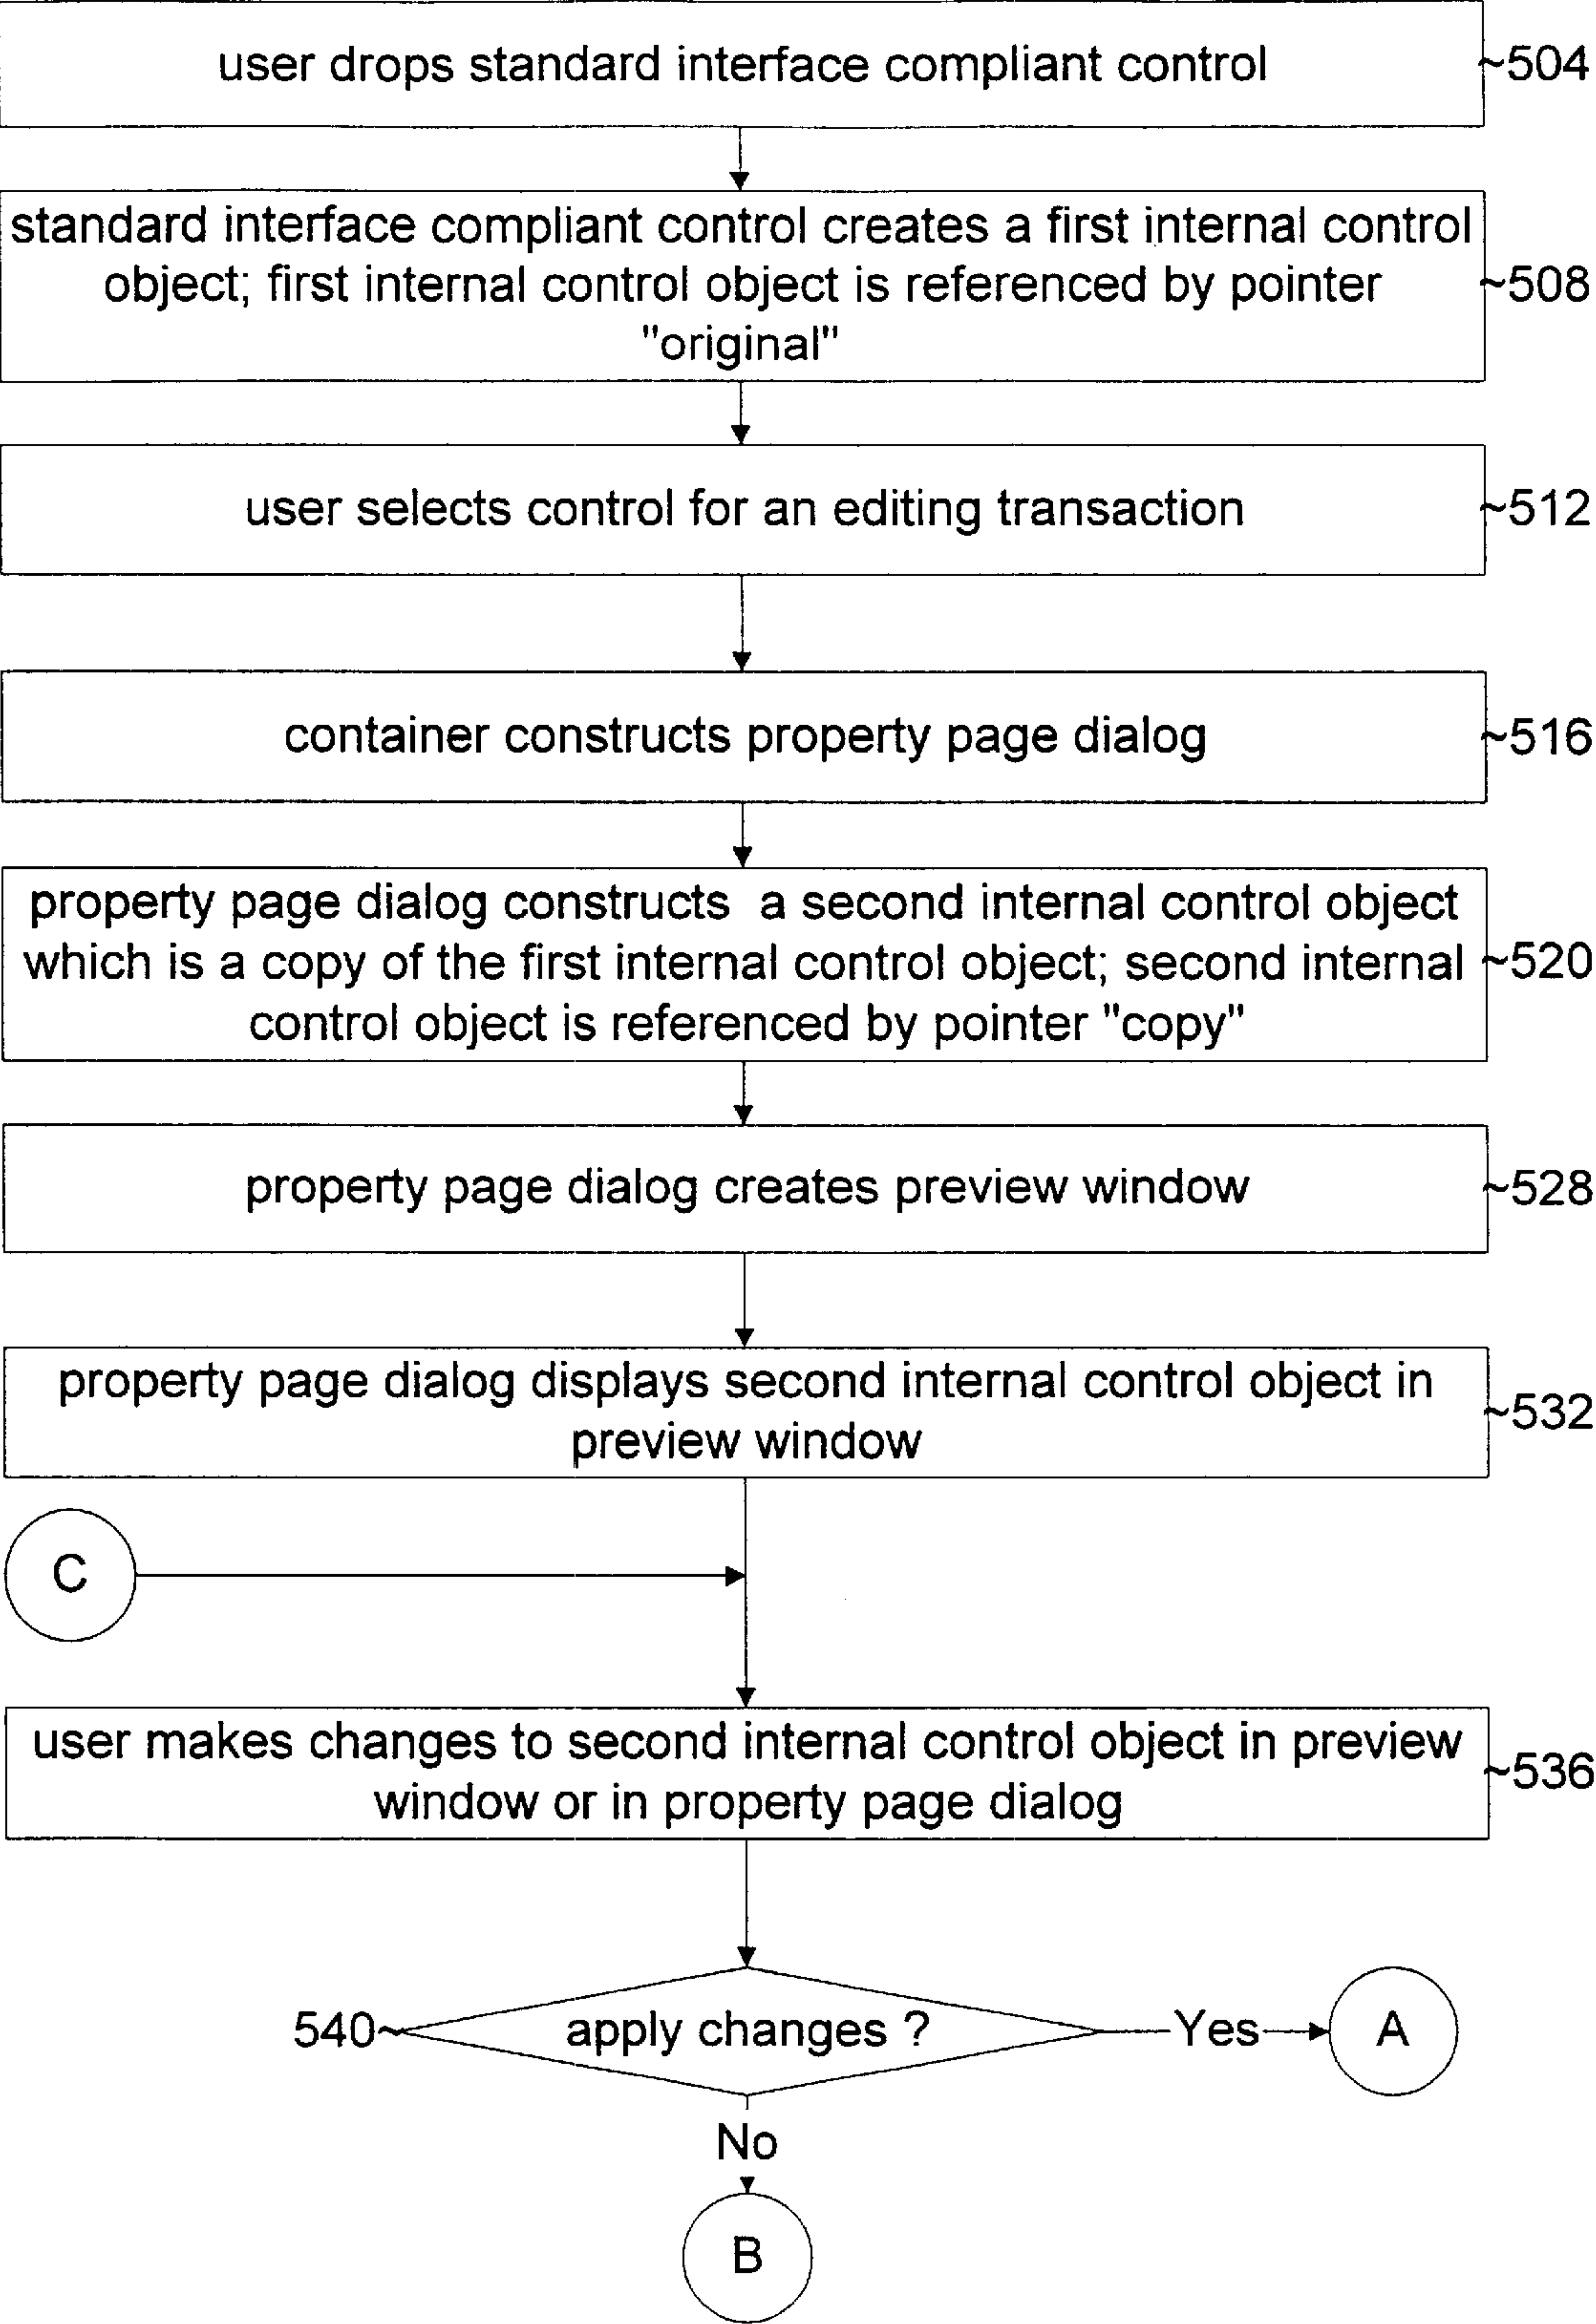 user drops standard interface compliant control ~504
standard interface compliant control creates a first internal control
object; first internal control object is referenced by pointer ~508
"original"
user selects control for an editing transaction ~512
container constructs property page dialog ~516
property page dialog constructs a second internal control object
which is a copy of the first internal control object; second internal ~520
control object is referenced by pointer "copy"
property page dialog creates preview window ~528
property page dialog displays second internal control object in
preview window ~532
C
user makes changes to second internal control object in preview
window or in property page dialog ~536
540~ apply changes ? Yes A
No
B